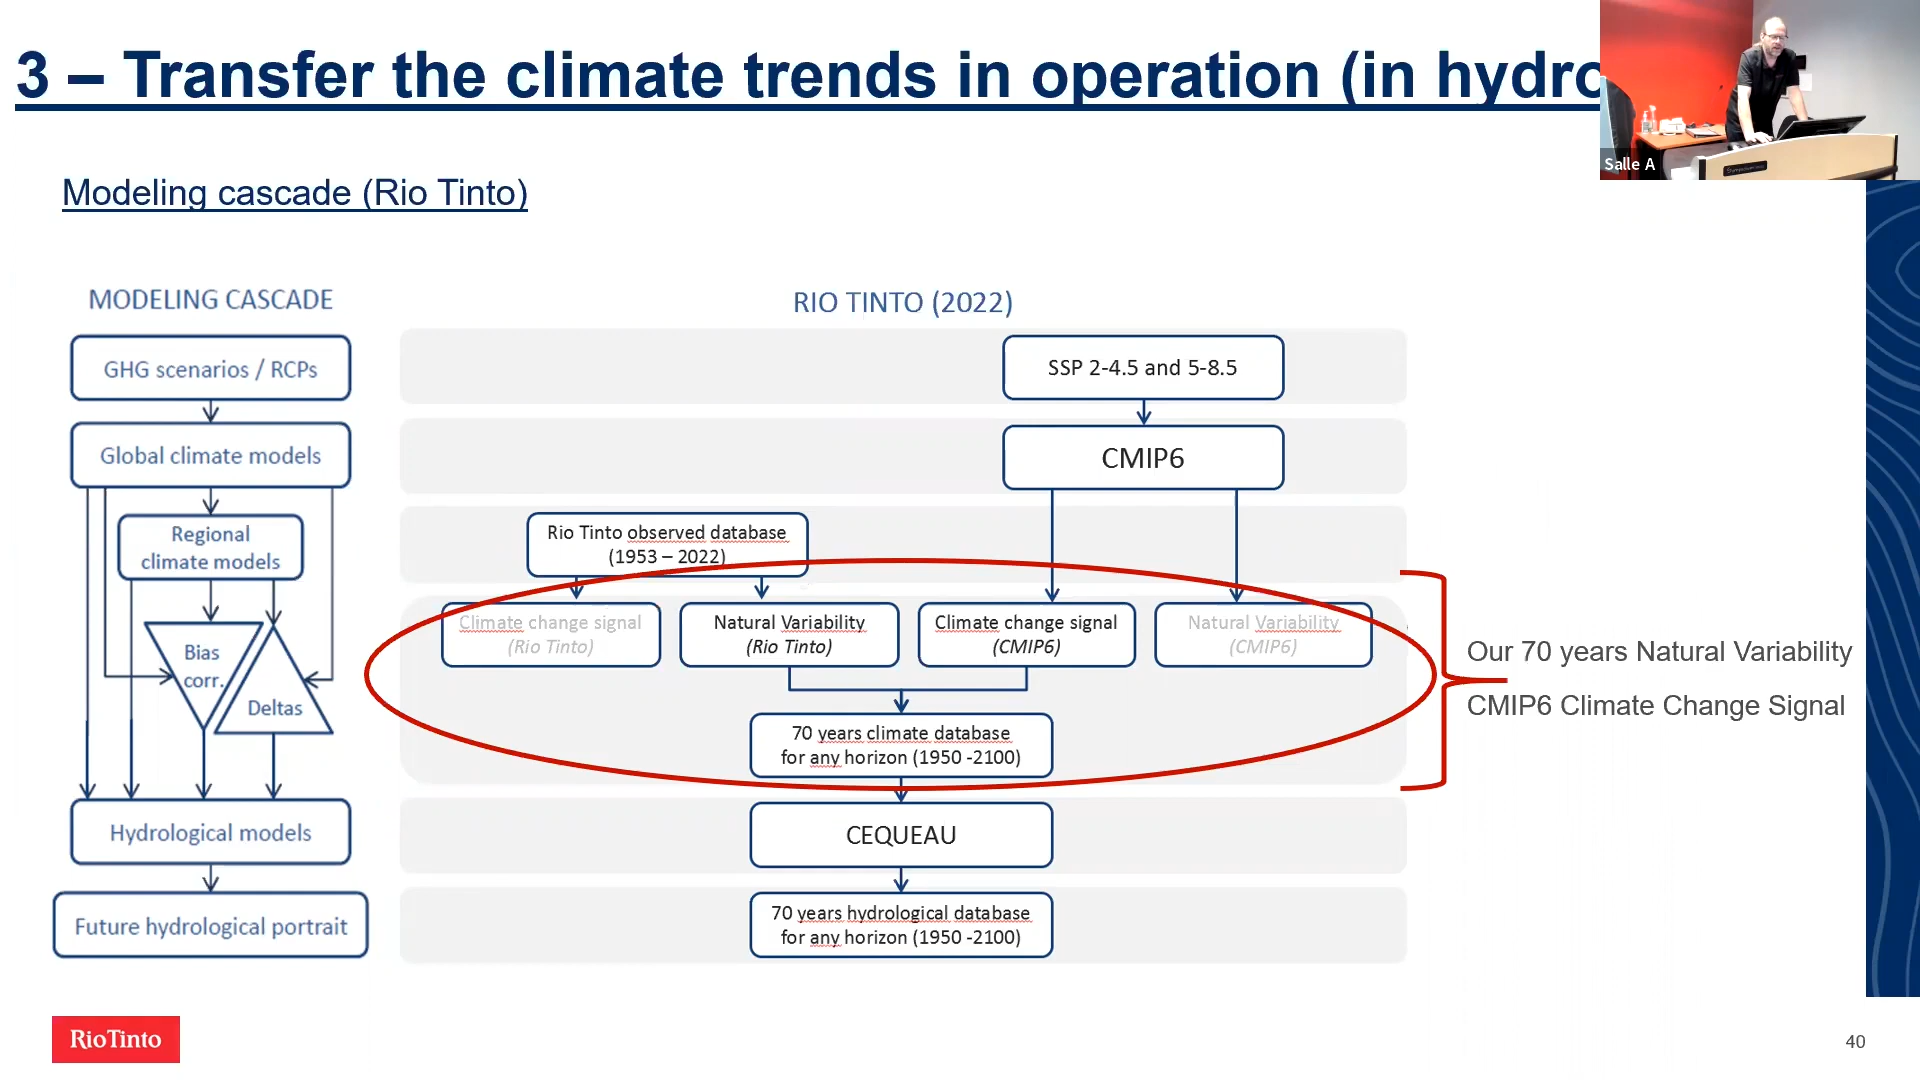 3 – Transfer the climate trends in operation (in hydro
Salle A
Modeling cascade (Rio Tinto)
MODELING CASCADE
GHG scenarios / RCPs
Global climate models
Regional
climate models
Bias
corr.
Deltas
Hydrological models
Future hydrological portrait
RIO TINTO (2022)
SSP 2-4.5 and 5-8.5
CMIP6
Rio Tinto observed database
(1953 – 2022)
Climate change signal
(Rio Tinto)
Natural Variability
(Rio Tinto)
Climate change signal
(CMIP6)
Natural Variability
(CMIP6)
70 years climate database
for any horizon (1950 -2100)
CEQUEAU
70 years hydrological database
for any horizon (1950 -2100)
Our 70 years Natural Variability
CMIP6 Climate Change Signal
RioTinto
40